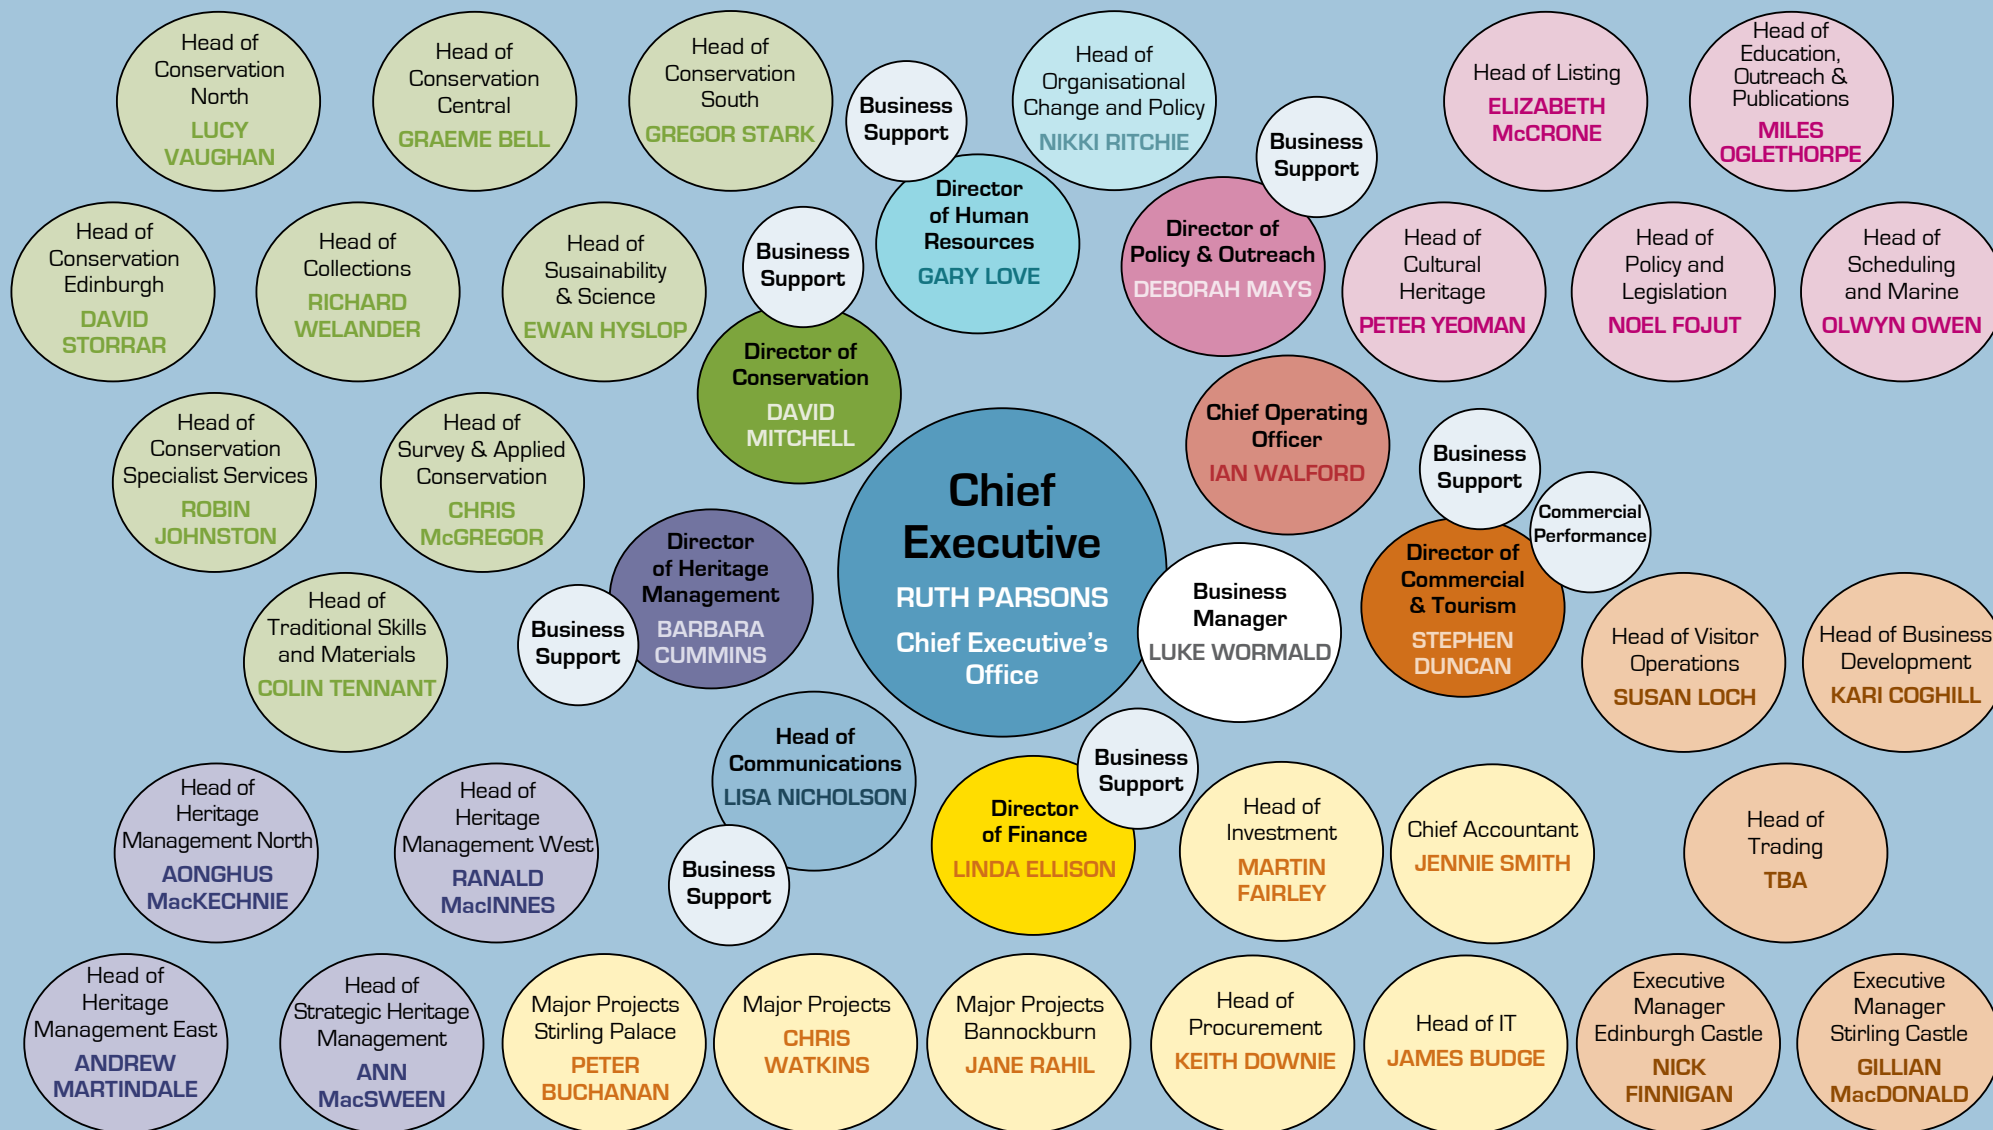 Head of
Conservation
North
LUCY
VAUGHAN
Head of
Conservation
Central
GRAEME BELL
Head of
Conservation
South
GREGOR STARK
Business
Support
Head of
Organisational
Change and Policy
NIKKI RITCHIE
Business
Support
Head of Listing
ELIZABETH
McCRONE
Head of
Education,
Outreach &
Publications
MILES
OGLETHORPE
Head of
Conservation
Edinburgh
DAVID
STORRAR
Head of
Collections
RICHARD
WELANDER
Head of
Susainability
& Science
EWAN HYSLOP
Business
Support
Director
of Human
Resources
GARY LOVE
Director of
Policy & Outreach
DEBORAH MAYS
Head of
Cultural
Heritage
PETER YEOMAN
Head of
Policy and
Legislation
NOEL FOJUT
Head of
Scheduling
and Marine
OLWYN OWEN
Director of
Conservation
DAVID
MITCHELL
Head of
Conservation
Specialist Services
ROBIN
JOHNSTON
Head of
Survey & Applied
Conservation
CHRIS
McGREGOR
Chief Operating
Officer
IAN WALFORD
Business
Support
Commercial
Performance
Chief
Executive
RUTH PARSONS
Chief Executive's
Office
Director
of Heritage
Management
BARBARA
CUMMINS
Business
Support
Business
Manager
LUKE WORMALD
Director of
Commercial
& Tourism
STEPHEN
DUNCAN
Head of
Traditional Skills
and Materials
COLIN TENNANT
Head of Visitor
Operations
SUSAN LOCH
Head of Business
Development
KARI COGHILL
Head of
Communications
LISA NICHOLSON
Business
Support
Business
Support
Director
of Finance
LINDA ELLISON
Head of
Heritage
Management North
AONGHUS
MacKECHNIE
Head of
Heritage
Management West
RANALD
MacINNES
Head of
Investment
MARTIN
FAIRLEY
Chief Accountant
JENNIE SMITH
Head of
Trading
TBA
Head of
Heritage
Management East
ANDREW
MARTINDALE
Head of
Strategic Heritage
Management
ANN
MacSWEEN
Major Projects
Stirling Palace
PETER
BUCHANAN
Major Projects
CHRIS
WATKINS
Major Projects
Bannockburn
JANE RAHIL
Head of
Procurement
KEITH DOWNIE
Head of IT
JAMES BUDGE
Executive
Manager
Edinburgh Castle
NICK
FINNIGAN
Executive
Manager
Stirling Castle
GILLIAN
MacDONALD